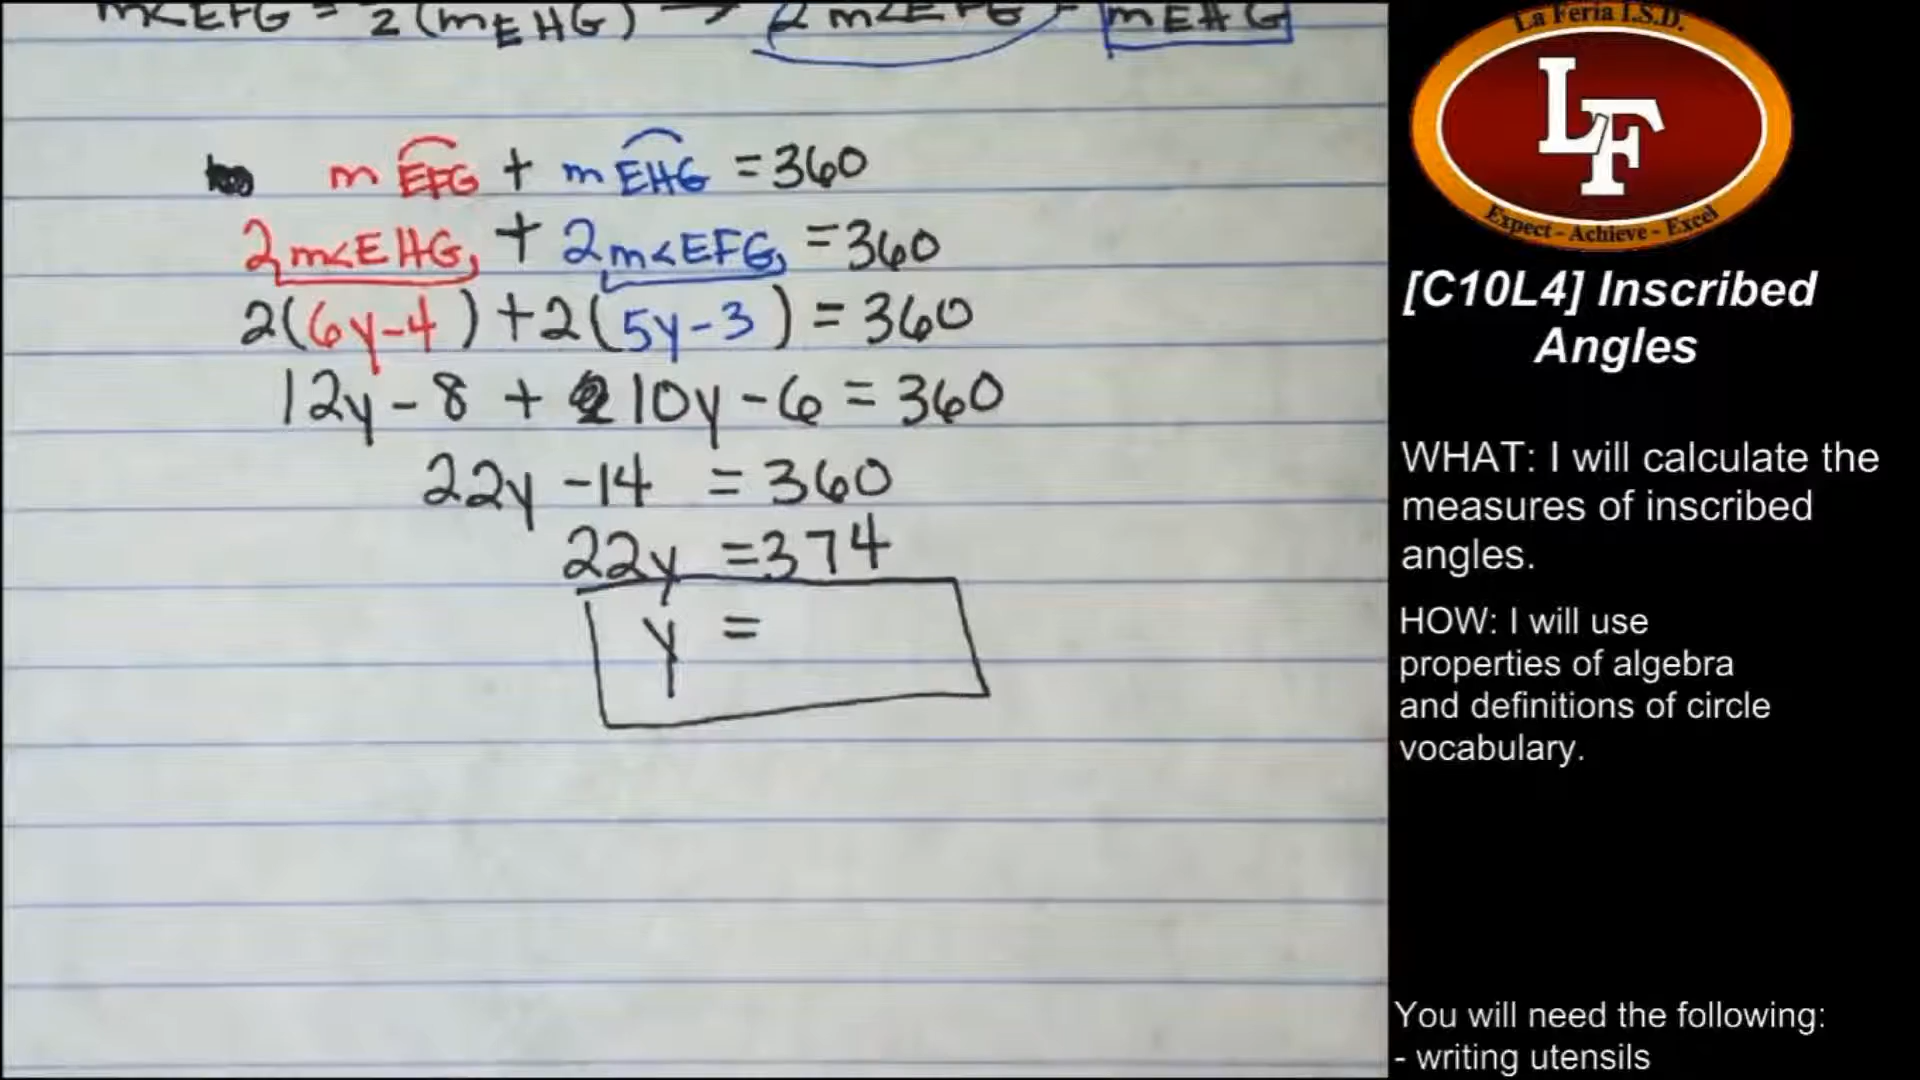 m<EFG = 1/2 (mEHG) → 2m<EFG = mEHG
mEFG + mEHG = 360
2m<EHG + 2m<EFG = 360
2(6y-4) + 2(5y-3) = 360
12y - 8 + 10y - 6 = 360
22y - 14 = 360
22y = 374
y =
La Feria I.S.D.
LF
Expect - Achieve - Excel
[C10L4] Inscribed
Angles
WHAT: I will calculate the
measures of inscribed
angles.
HOW: I will use
properties of algebra
and definitions of circle
vocabulary.
You will need the following:
- writing utensils